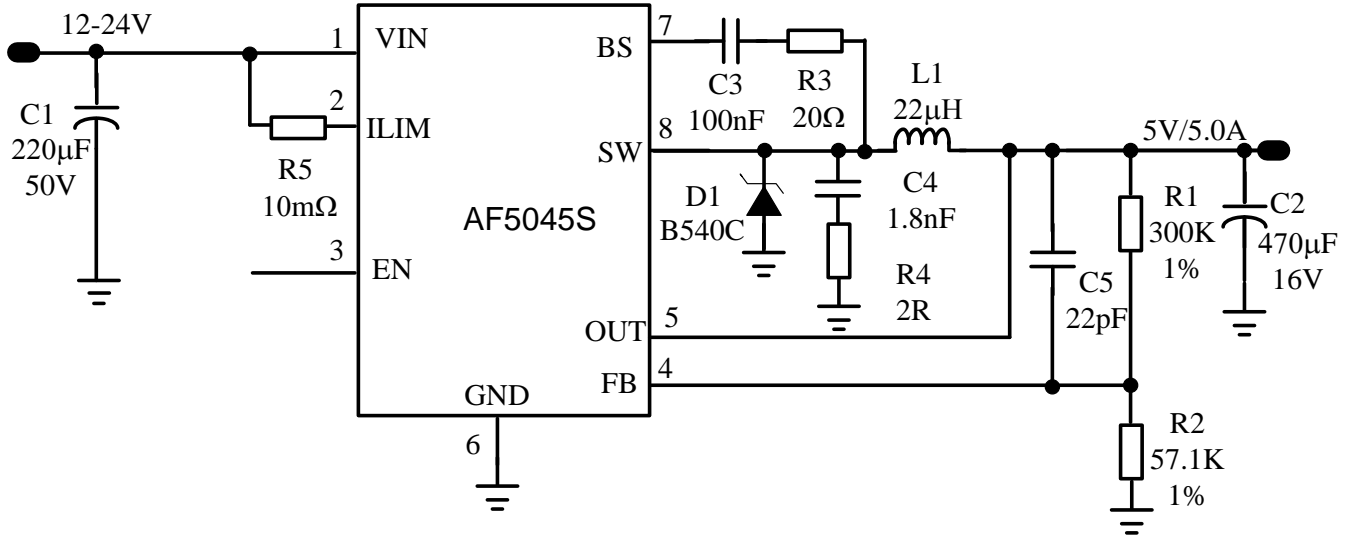 12-24V
1
VIN
C1
220μF
50V
2
ILIM
R5
10mΩ
3
EN
AF5045S
GND
6
BS
7
C3
100nF
R3
20Ω
8
SW
L1
22μH
D1
B540C
C4
1.8nF
R4
2R
5V/5.0A
OUT
5
FB
4
C5
22pF
R1
300K
1%
C2
470μF
16V
R2
57.1K
1%